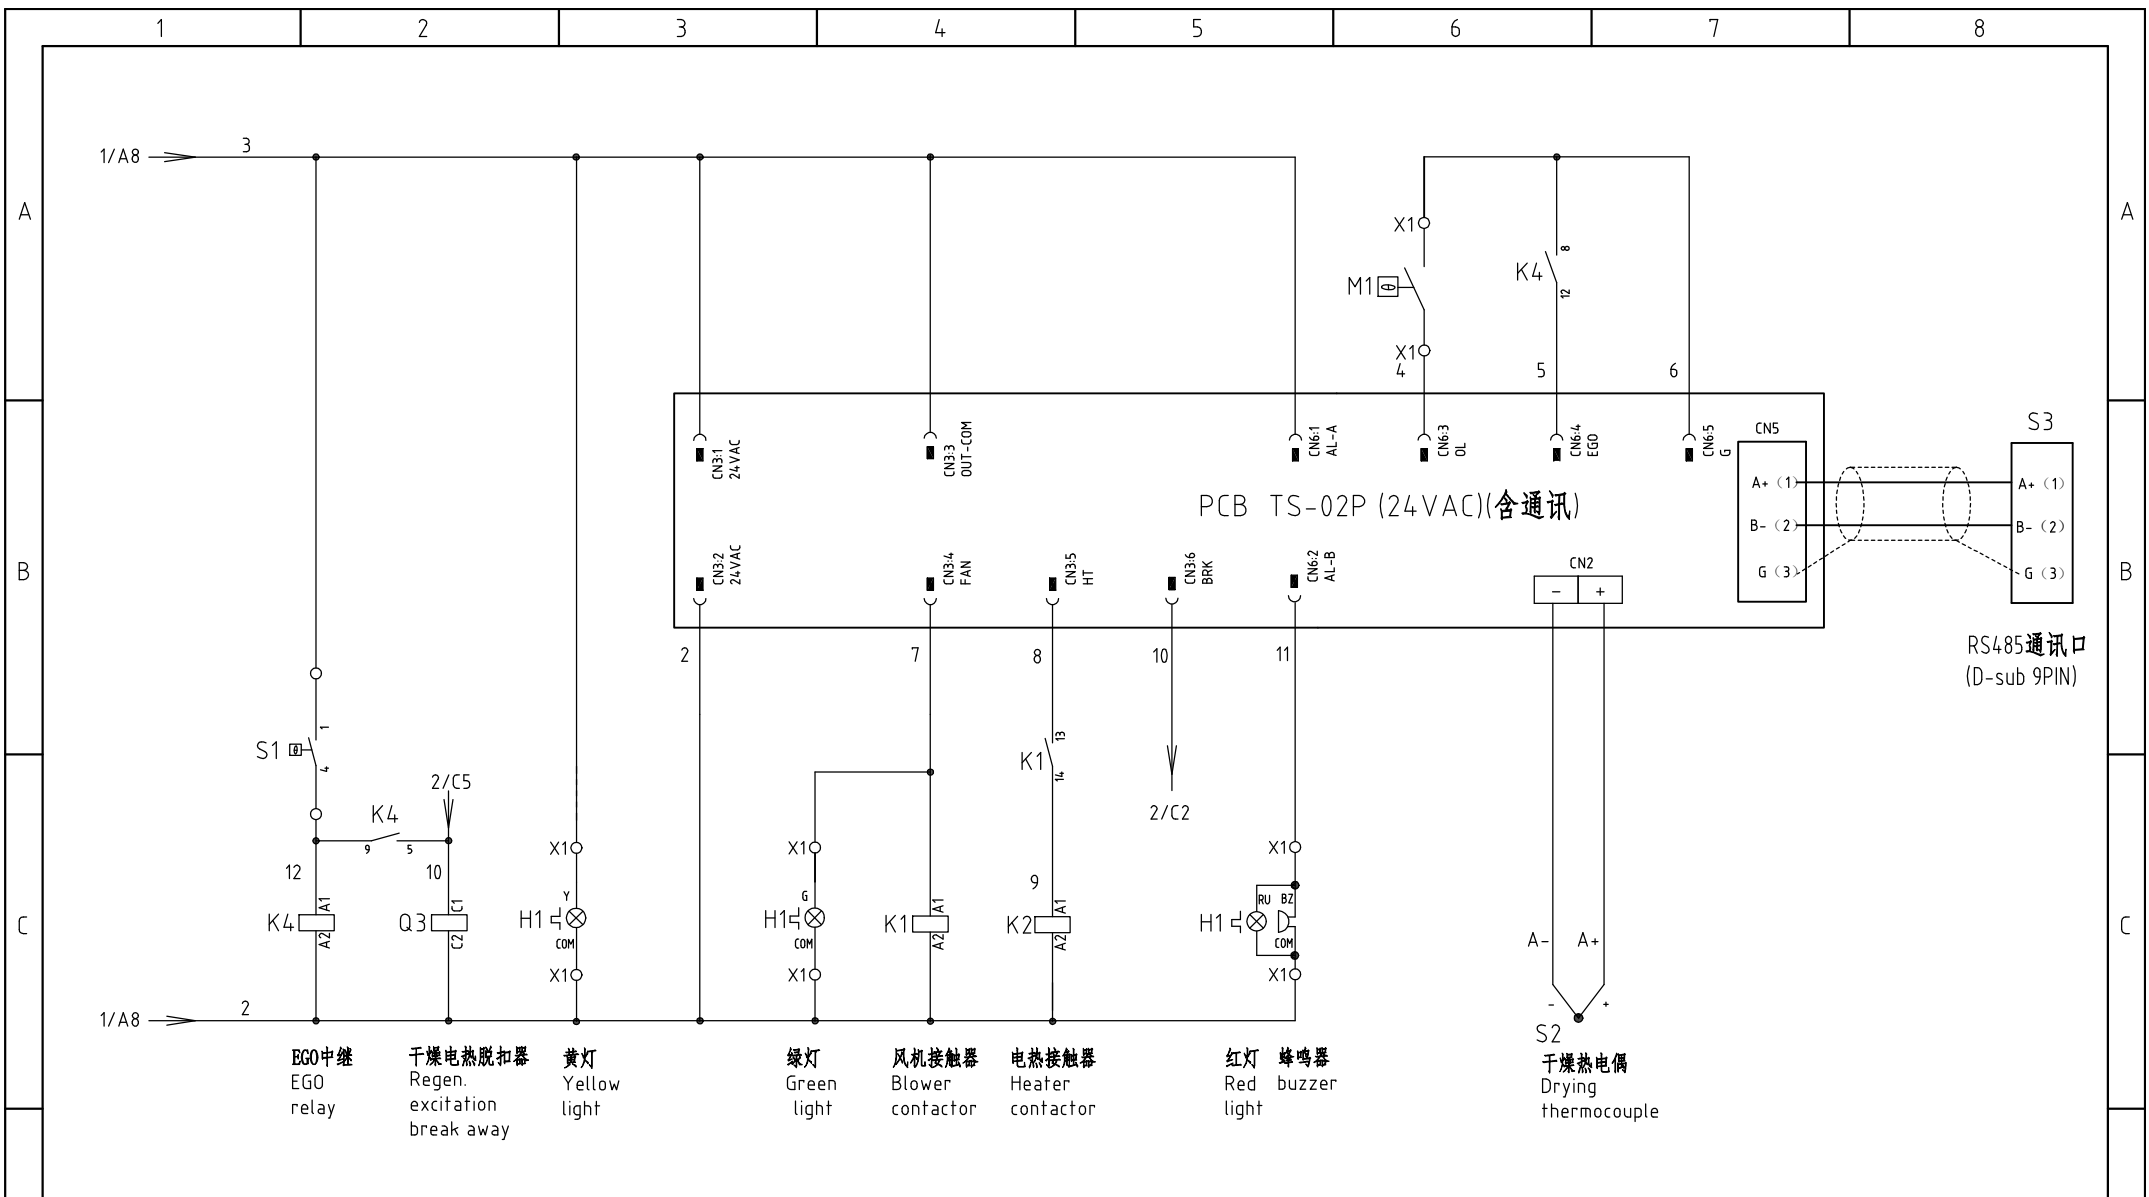 1 2 3 4 5 6 7 8
A A
B B
C C
1/A8 3
X1
M1 θ
X1
K4
8
12
4 5 6
CN3:1
24VAC
CN3:3
OUT-COM
CN6:1
AL-A
CN6:3
OL
CN6:4
EGO
CN6:5
G
CN5
A+ (1)
B- (2)
G (3)
S3
A+ (1)
B- (2)
G (3)
RS485通讯口
(D-sub 9PIN)
PCB TS-02P (24VAC)(含通讯)
CN3:2
24VAC
CN3:4
FAN
CN3:5
HT
CN3:6
BRK
CN6:2
AL-B
CN2
- +
2 7 8 10 11
S1 θ
1
4
2/C5
K4
9 5
12 10
K1
13
14
2/C2
9
K4
A1
A2
Q3
C1
C2
X1
Y
H1
COM
X1
X1
G
H1
COM
X1
K1
A1
A2
K2
A1
A2
X1
RU BZ
H1
COM
X1
A- A+
- +
S2
1/A8 2
EGO中继
EGO
relay
干燥电热脱扣器
Regen.
excitation
break away
黄灯
Yellow
light
绿灯
Green
light
风机接触器
Blower
contactor
电热接触器
Heater
contactor
红灯
Red
light
蜂鸣器
buzzer
干燥热电偶
Drying
thermocouple